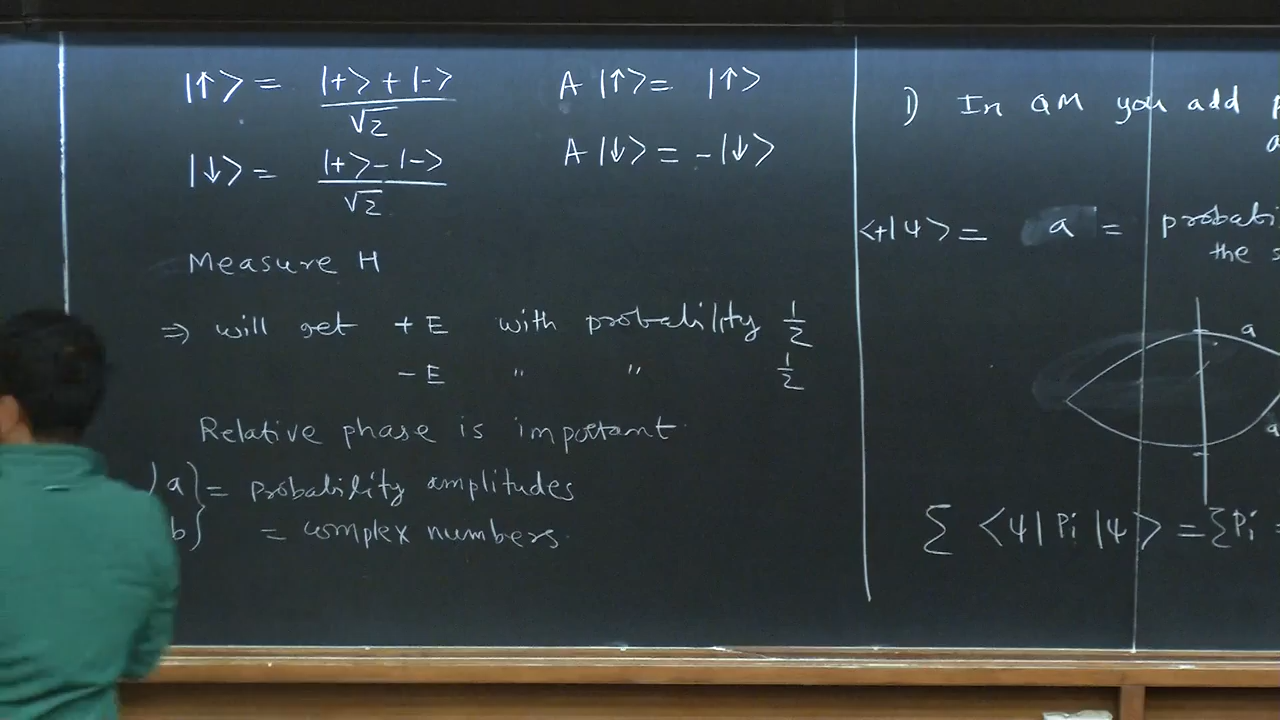 |↑> = |+> + |-> / √2
A |↑> = |↑>
|↓> = |+> - |-> / √2
A |↓> = -|↓>
Measure H
⇒ will get + E with probability 1/2
- E " " 1/2
Relative phase is important
a } = probability amplitudes
b } = complex numbers
1) In QM you add
<+|ψ> = a =
the
a
Σ <ψ| Pi |ψ> = Σ Pi =